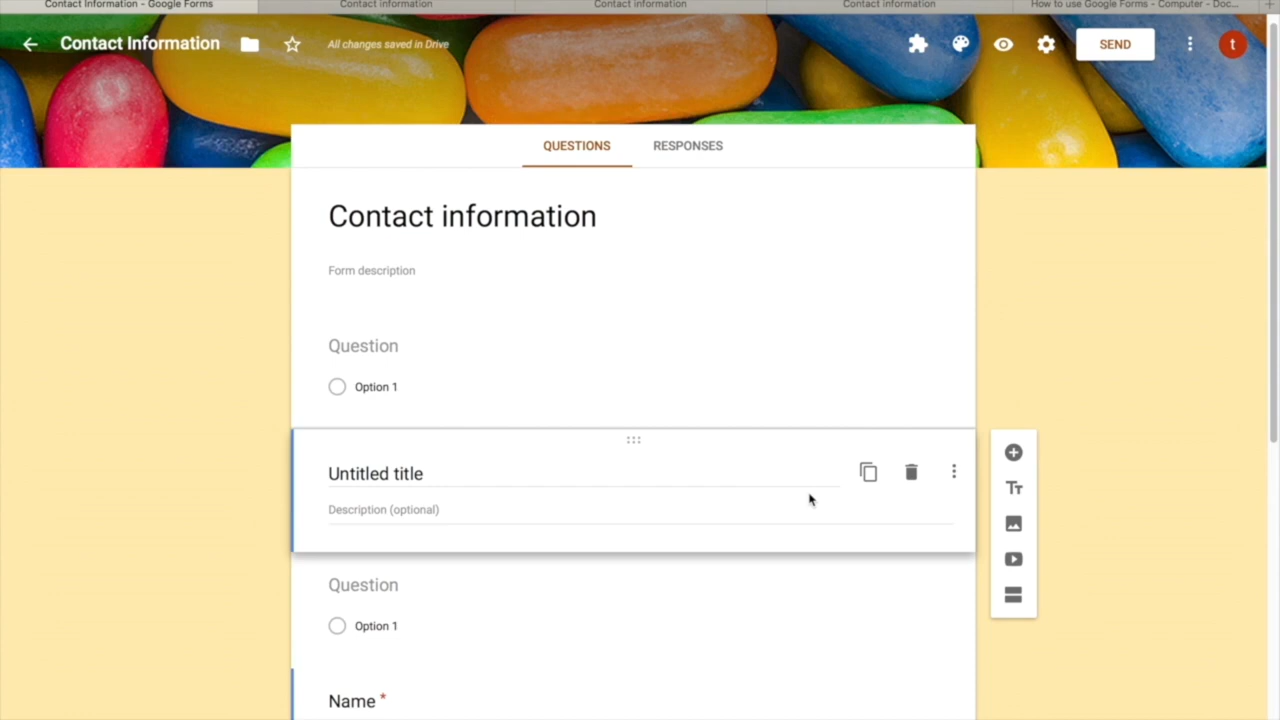 Contact Information - Google Forms
Contact information
Contact information
Contact information
How to use Google Forms - Computer - Doc...
Contact Information
All changes saved in Drive
SEND
t
QUESTIONS
RESPONSES
Contact information
Form description
Question
Option 1
Untitled title
Description (optional)
Tт
Question
Option 1
Name *